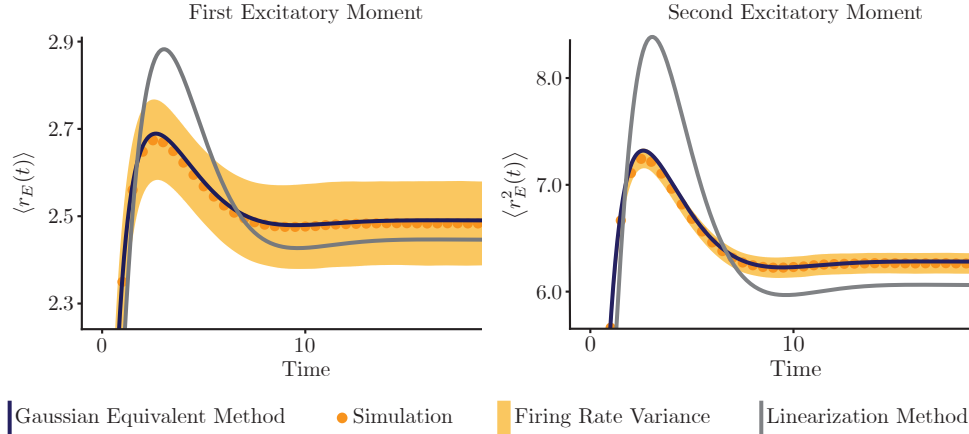 First Excitatory Moment
2.9
2.7
2.5
2.3
⟨r_E(t)⟩
0
10
Time
Second Excitatory Moment
8.0
7.0
6.0
⟨r_E^2(t)⟩
0
10
Time
Gaussian Equivalent Method
Simulation
Firing Rate Variance
Linearization Method